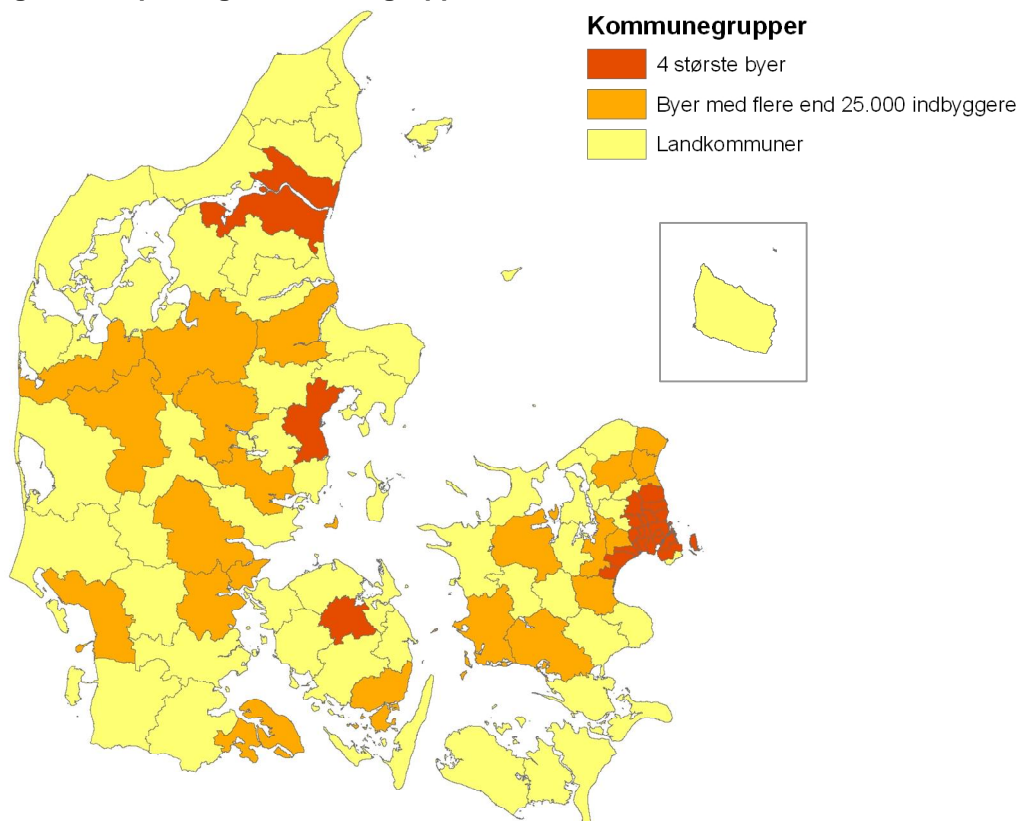 Kommunegrupper
4 største byer
Byer med flere end 25.000 indbyggere
Landkommuner